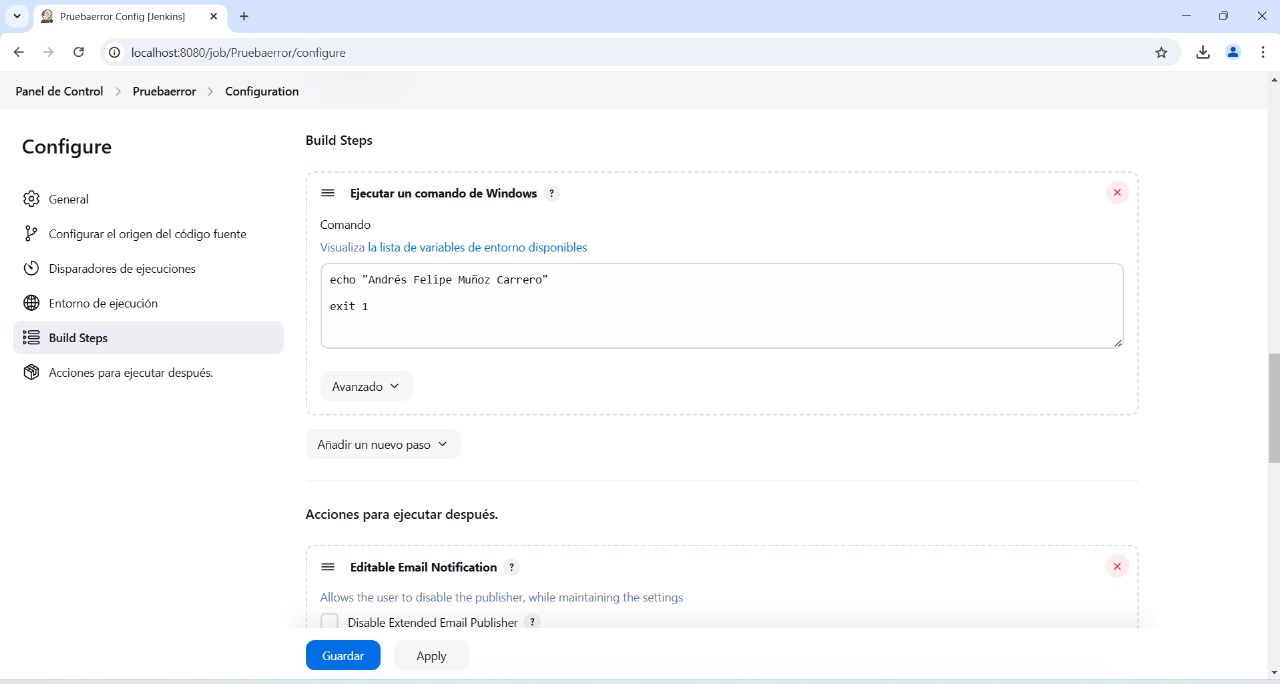 Pruebaerror Config [Jenkins]
localhost:8080/job/Pruebaerror/configure
Panel de Control > Pruebaerror > Configuration
Configure
General
Configurar el origen del código fuente
Disparadores de ejecuciones
Entorno de ejecución
Build Steps
Acciones para ejecutar después.
Build Steps
Ejecutar un comando de Windows ?
Comando
Visualiza la lista de variables de entorno disponibles
echo "Andrés Felipe Muñoz Carrero"
exit 1
Avanzado
Añadir un nuevo paso
Acciones para ejecutar después.
Editable Email Notification ?
Allows the user to disable the publisher, while maintaining the settings
Disable Extended Email Publisher ?
Guardar Apply